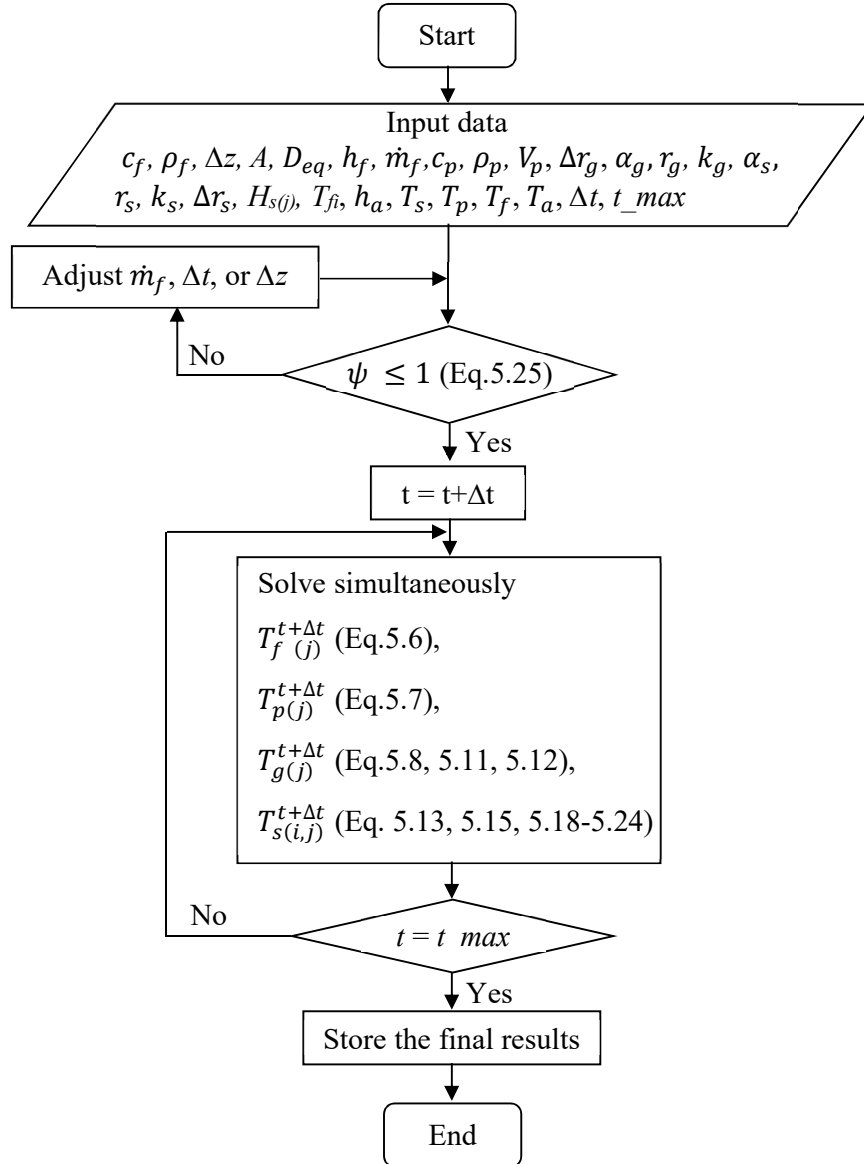 Start
Input data
c_f, ρ_f, Δz, A, D_eq, h_f, ṁ_f,c_p, ρ_p, V_p, Δr_g, α_g, r_g, k_g, α_s,
r_s, k_s, Δr_s, H_s(j), T_fi, h_a, T_s, T_p, T_f, T_a, Δt, t_max
Adjust ṁ_f, Δt, or Δz
No
ψ ≤ 1 (Eq.5.25)
Yes
t = t+Δt
Solve simultaneously
T_f (j)^t+Δt (Eq.5.6),
T_p(j)^t+Δt (Eq.5.7),
T_g(j)^t+Δt (Eq.5.8, 5.11, 5.12),
T_s(i,j)^t+Δt (Eq. 5.13, 5.15, 5.18-5.24)
No
t = t max
Yes
Store the final results
End